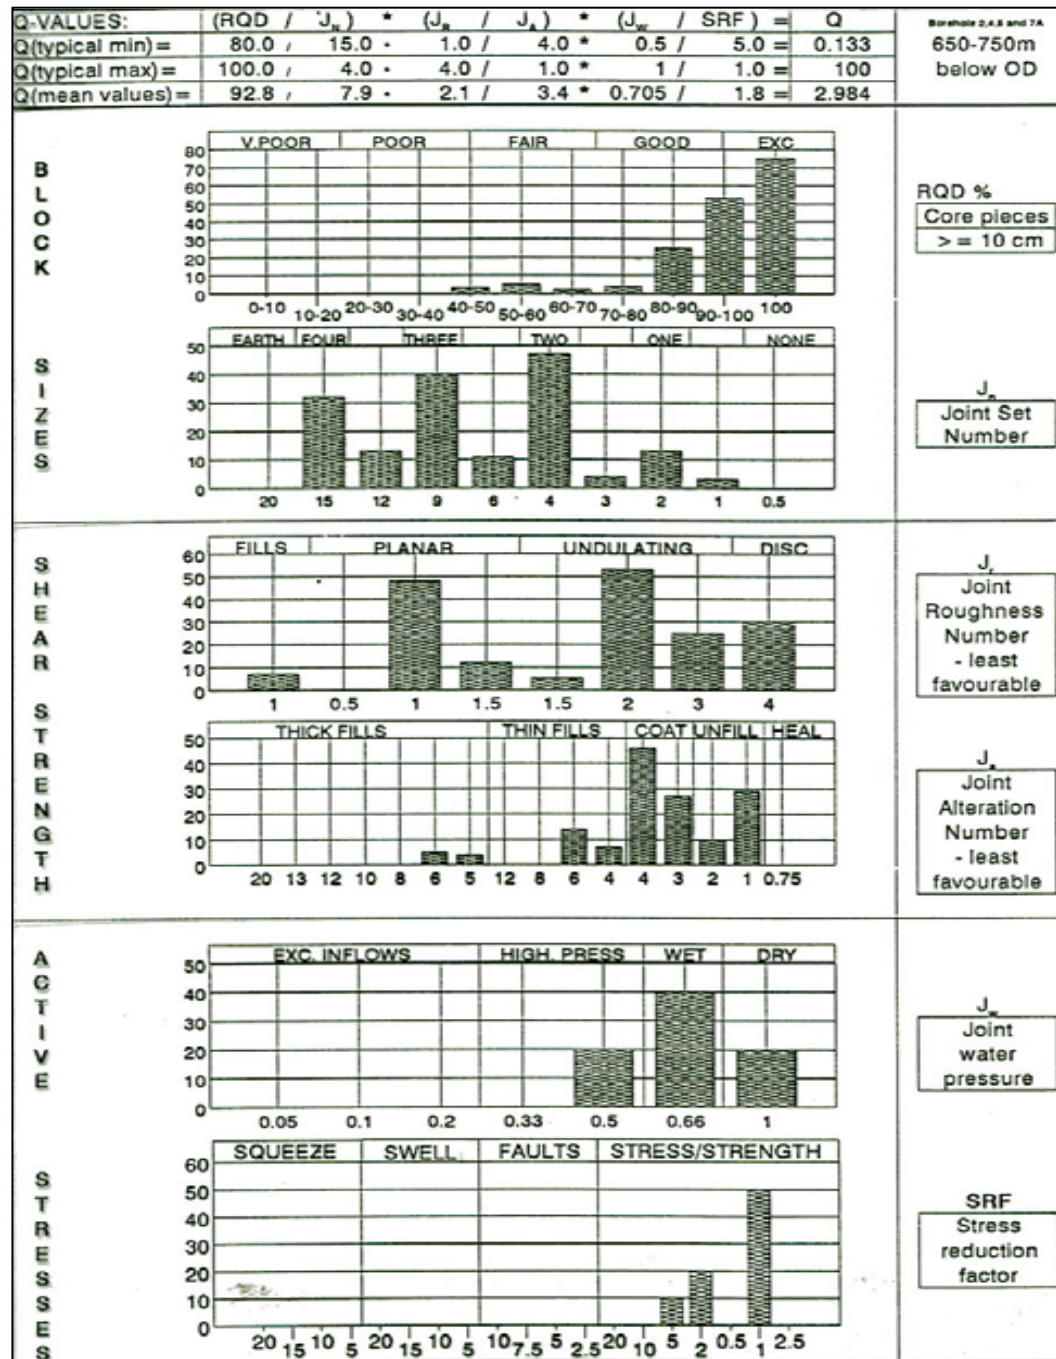 Q-VALUES: (RQD / Jn ) * (JR / JA ) * (Jw / SRF ) = Q
Q(typical min) = 80.0 / 15.0 * 1.0 / 4.0 * 0.5 / 5.0 = 0.133
Q(typical max) = 100.0 / 4.0 * 4.0 / 1.0 * 1 / 1.0 = 100
Q(mean values) = 92.8 / 7.9 * 2.1 / 3.4 * 0.705 / 1.8 = 2.984
Borehole 2,4,5 and 7A
650-750m
below OD
BLOCK
V.POOR POOR FAIR GOOD EXC
80
70
60
50
40
30
20
10
0
0-10 10-20 20-30 30-40 40-50 50-60 60-70 70-80 80-90 90-100 100
RQD %
Core pieces
> = 10 cm
SIZES
EARTH FOUR THREE TWO ONE NONE
50
40
30
20
10
0
20 15 12 9 6 4 3 2 1 0.5
Jn
Joint Set
Number
SHEAR
FILLS PLANAR UNDULATING DISC
60
50
40
30
20
10
0
1 0.5 1 1.5 1.5 2 3 4
Jr
Joint
Roughness
Number
- least
favourable
STRENGTH
THICK FILLS THIN FILLS COAT UNFILL HEAL
50
40
30
20
10
0
20 13 12 10 8 6 5 12 8 6 4 4 3 2 1 0.75
Ja
Joint
Alteration
Number
- least
favourable
ACTIVE
EXC. INFLOWS HIGH. PRESS WET DRY
50
40
30
20
10
0
0.05 0.1 0.2 0.33 0.5 0.66 1
Jw
Joint
water
pressure
STRESSES
SQUEEZE SWELL FAULTS STRESS/STRENGTH
60
50
40
30
20
10
0
20 15 10 5 20 15 10 5 10 7.5 5 2.5 20 10 5 2 0.5 1 2.5
SRF
Stress
reduction
factor